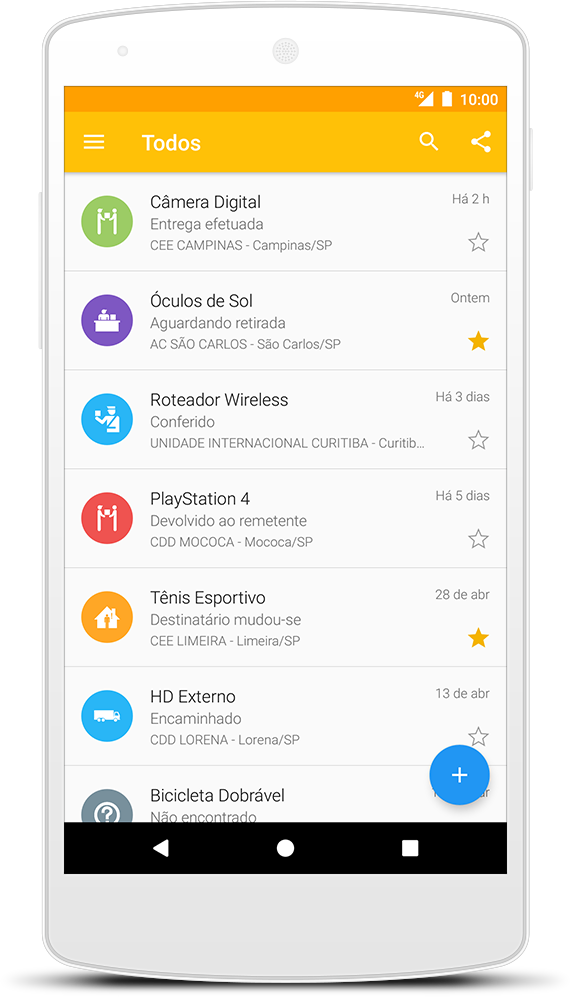 4G 10:00
Todos
Câmera Digital
Há 2 h
Entrega efetuada
CEE CAMPINAS - Campinas/SP
Óculos de Sol
Ontem
Aguardando retirada
AC SÃO CARLOS - São Carlos/SP
Roteador Wireless
Há 3 dias
Conferido
UNIDADE INTERNACIONAL CURITIBA - Curitib...
PlayStation 4
Há 5 dias
Devolvido ao remetente
CDD MOCOCA - Mococa/SP
Tênis Esportivo
28 de abr
Destinatário mudou-se
CEE LIMEIRA - Limeira/SP
HD Externo
13 de abr
Encaminhado
CDD LORENA - Lorena/SP
Bicicleta Dobrável
Não encontrado